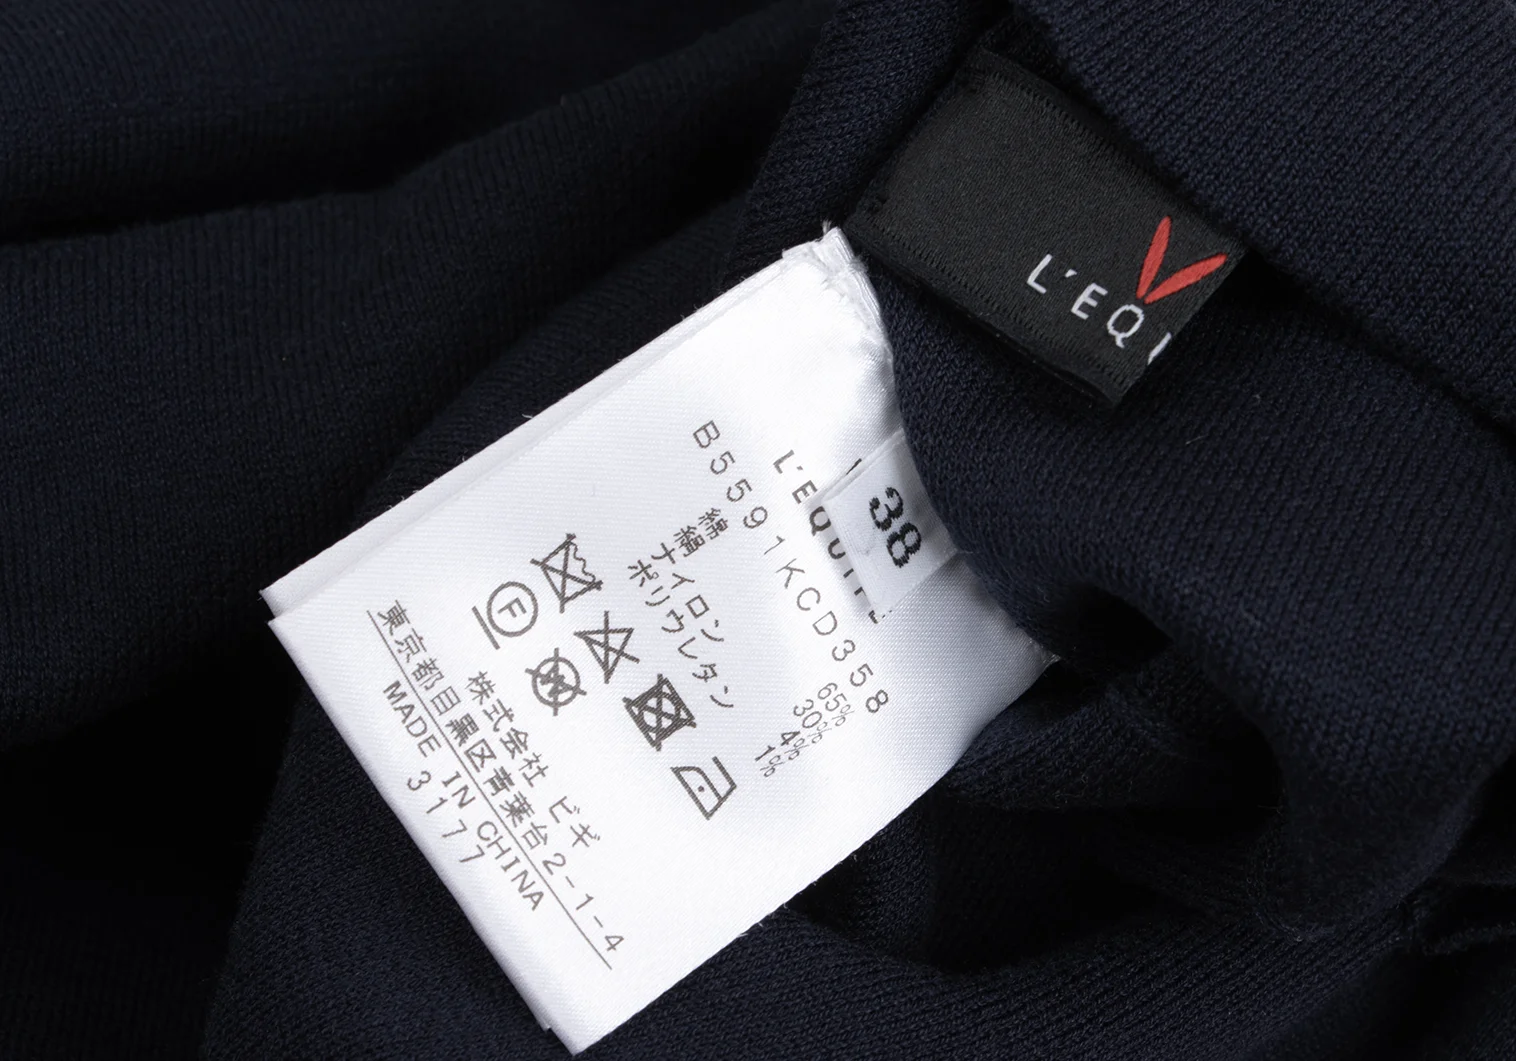 L'EQU
38
L'EQUIPE
B5591KCD358
綿 65%
絹 30%
ナイロン 4%
ポリウレタン 1%
F
W
株式会社 ビギ
東京都目黒区青葉台2-1-4
MADE IN CHINA
3177